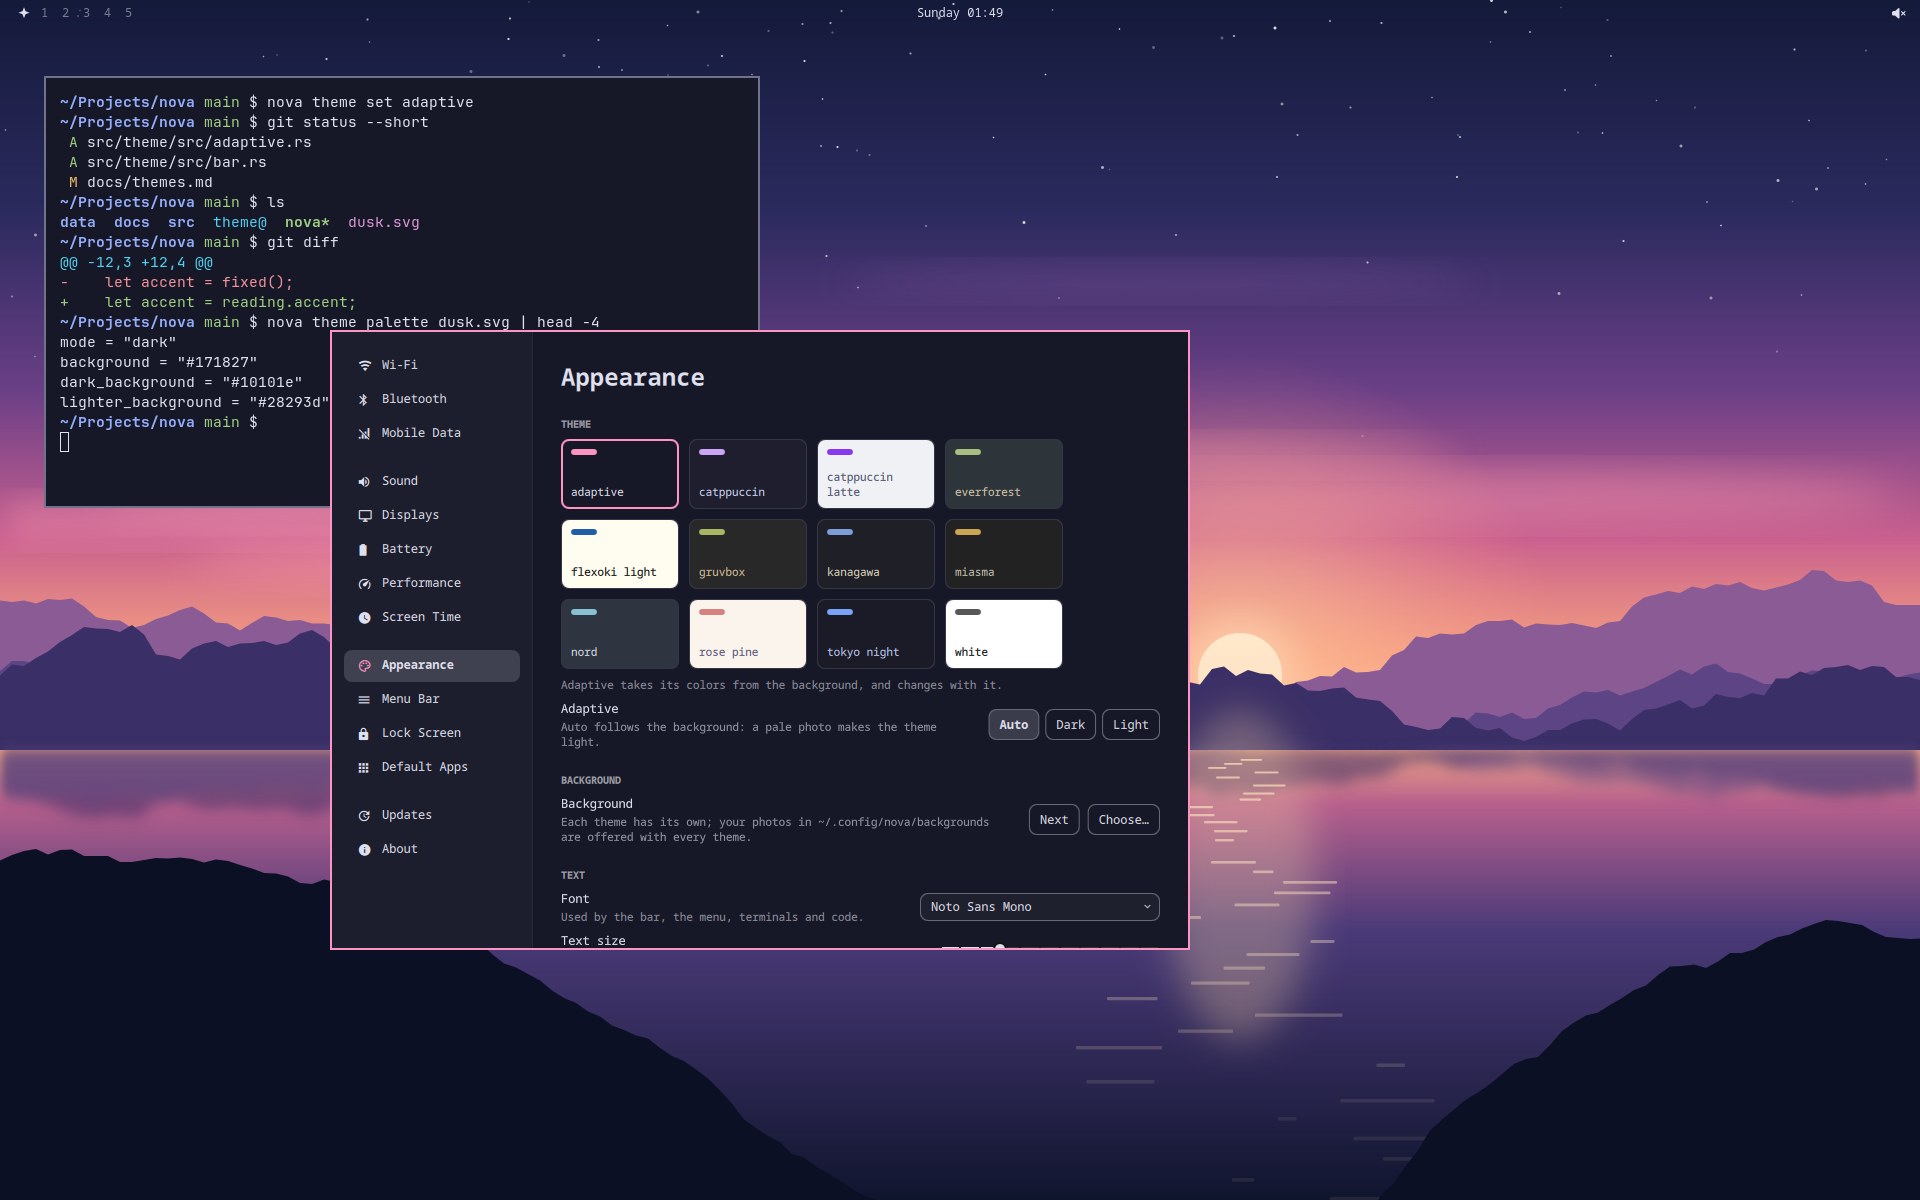 1 2 3 4 5
Sunday 01:49
~/Projects/nova main $ nova theme set adaptive
~/Projects/nova main $ git status --short
A src/theme/src/adaptive.rs
A src/theme/src/bar.rs
M docs/themes.md
~/Projects/nova main $ ls
data docs src theme@ nova* dusk.svg
~/Projects/nova main $ git diff
@@ -12,3 +12,4 @@
-    let accent = fixed();
+    let accent = reading.accent;
~/Projects/nova main $ nova theme palette dusk.svg | head -4
mode = "dark"
background = "#171827"
dark_background = "#10101e"
lighter_background = "#28293d"
~/Projects/nova main $
Wi-Fi
Bluetooth
Mobile Data
Sound
Displays
Battery
Performance
Screen Time
Appearance
Menu Bar
Lock Screen
Default Apps
Updates
About
Appearance
THEME
adaptive
catppuccin
catppuccin
latte
everforest
flexoki light
gruvbox
kanagawa
miasma
nord
rose pine
tokyo night
white
Adaptive takes its colors from the background, and changes with it.
Adaptive
Auto follows the background: a pale photo makes the theme
light.
Auto Dark Light
BACKGROUND
Background
Each theme has its own; your photos in ~/.config/nova/backgrounds
are offered with every theme.
Next Choose…
TEXT
Font
Used by the bar, the menu, terminals and code.
Noto Sans Mono
Text size